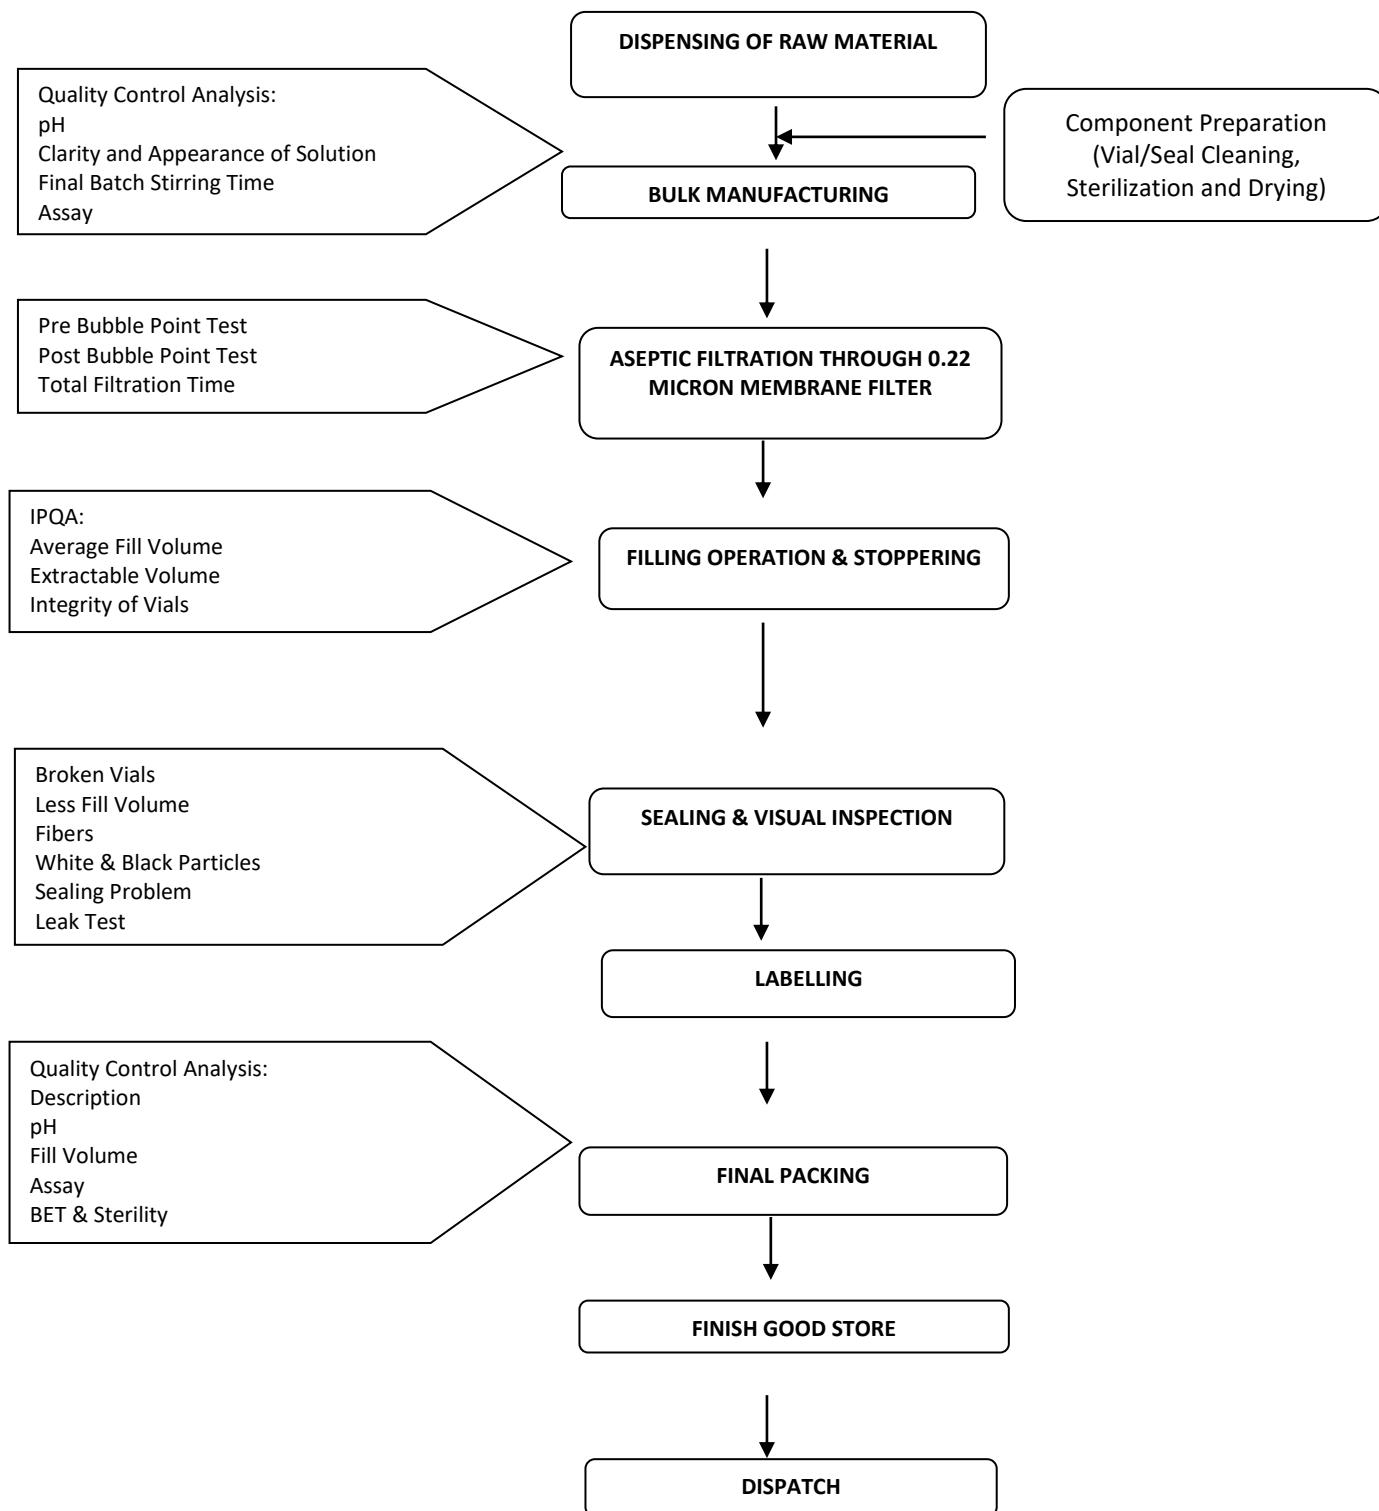 DISPENSING OF RAW MATERIAL
Quality Control Analysis:
pH
Clarity and Appearance of Solution
Final Batch Stirring Time
Assay
Component Preparation
(Vial/Seal Cleaning,
Sterilization and Drying)
BULK MANUFACTURING
Pre Bubble Point Test
Post Bubble Point Test
Total Filtration Time
ASEPTIC FILTRATION THROUGH 0.22
MICRON MEMBRANE FILTER
IPQA:
Average Fill Volume
Extractable Volume
Integrity of Vials
FILLING OPERATION & STOPPERING
Broken Vials
Less Fill Volume
Fibers
White & Black Particles
Sealing Problem
Leak Test
SEALING & VISUAL INSPECTION
LABELLING
Quality Control Analysis:
Description
pH
Fill Volume
Assay
BET & Sterility
FINAL PACKING
FINISH GOOD STORE
DISPATCH